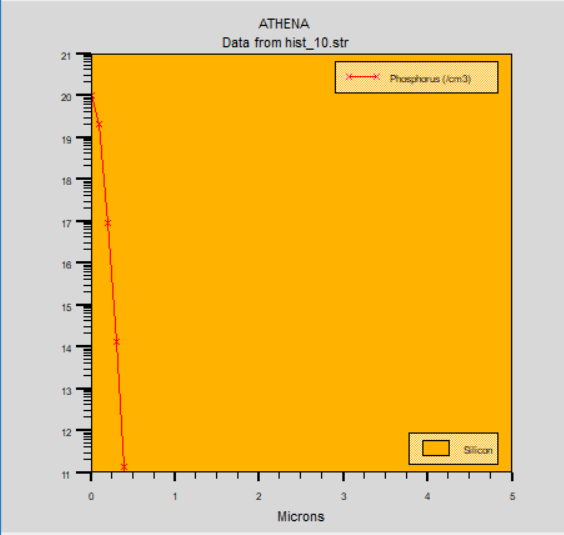 ATHENA
Data from hist_10.str
21
20
19
18
17
16
15
14
13
12
11
Phosphorus (/cm3)
Silicon
0 1 2 3 4 5
Microns